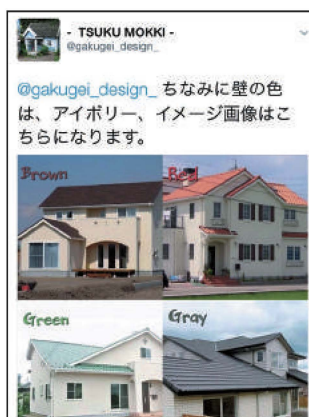 - TSUKU MOKKI -
@gakugei_design_
@gakugei_design_ ちなみに壁の色
は、アイボリー、イメージ画像はこ
ちらになります。
Brown
Red
Green
Gray